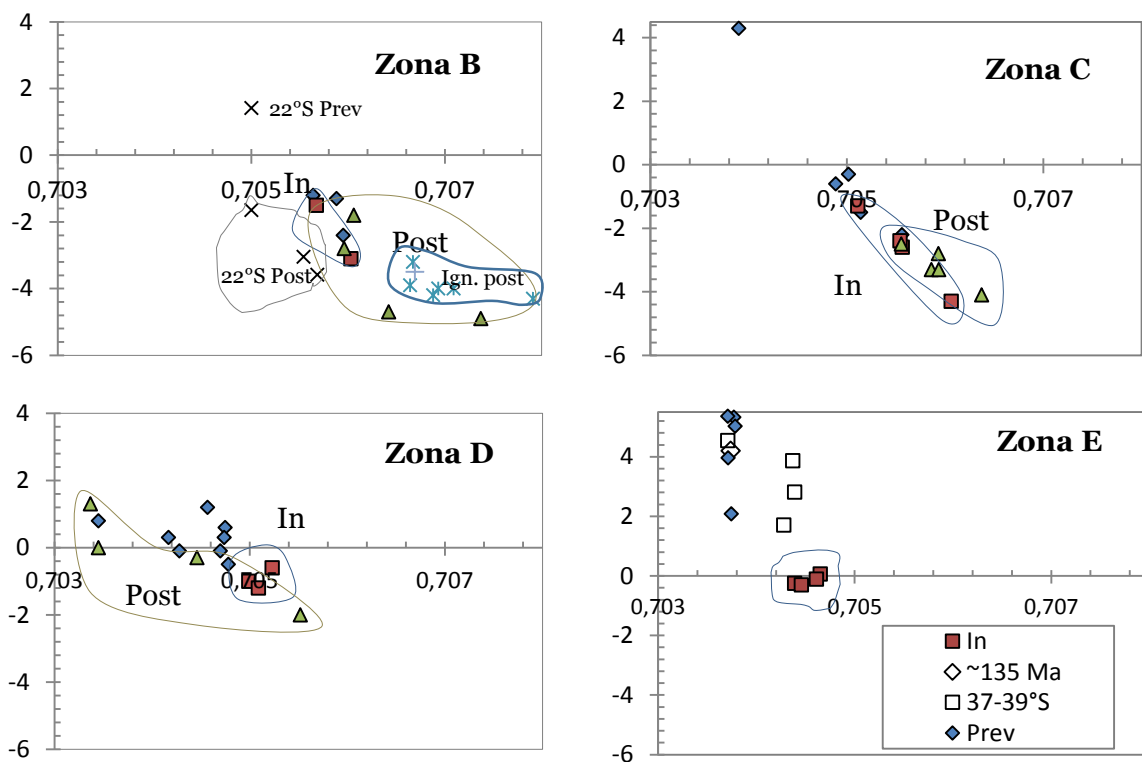 4
2
0
-2
-4
-6
0,703
0,705
0,707
Zona B
22°S Prev
In
Post
22°S Post
Ign. post
4
2
0
-2
-4
-6
0,703
0,705
0,707
Zona C
Post
In
4
2
0
-2
-4
-6
0,703
0,705
0,707
Zona D
In
Post
4
2
0
-2
-4
-6
0,703
0,705
0,707
Zona E
In
~135 Ma
37-39°S
Prev